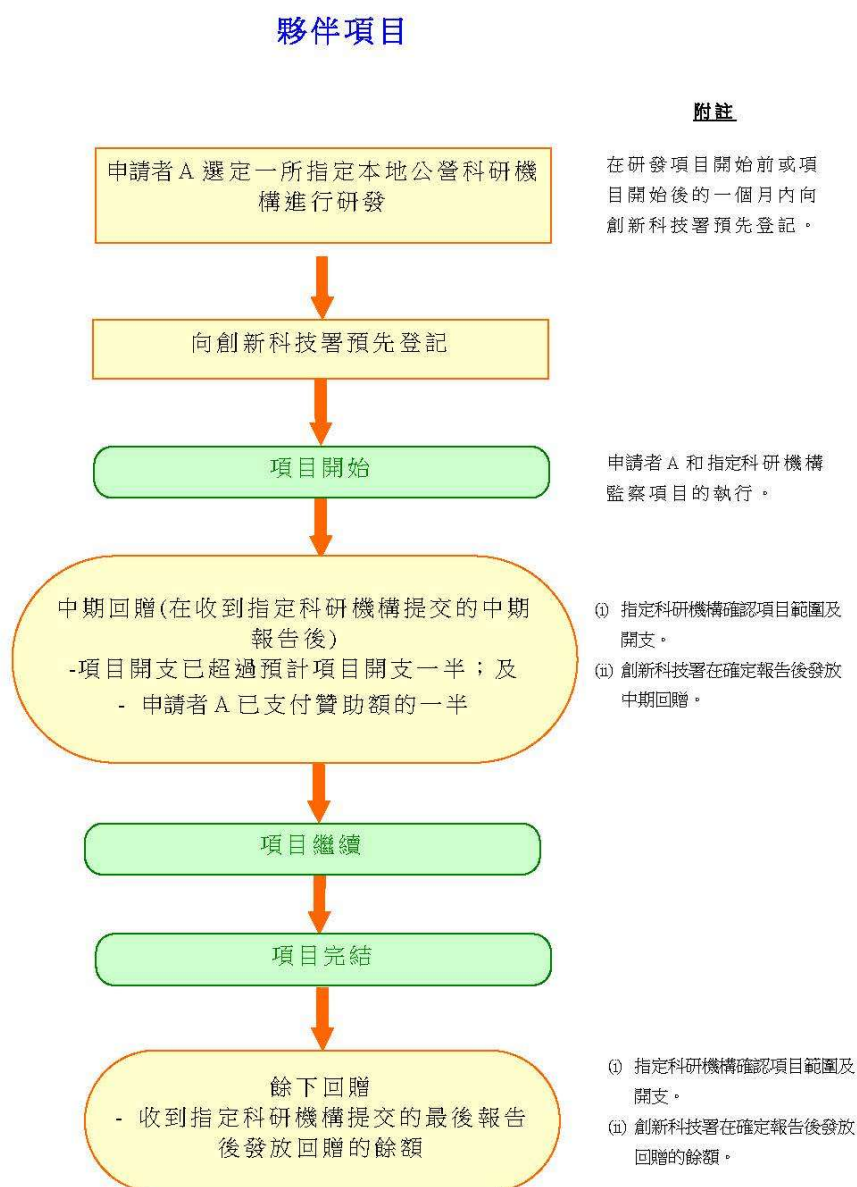 夥伴項目
附註
申請者A選定一所指定本地公營科研機
構進行研發
在研發項目開始前或項
目開始後的一個月內向
創新科技署預先登記。
向創新科技署預先登記
項目開始
申請者A和指定科研機構
監察項目的執行。
中期回贈(在收到指定科研機構提交的中期
報告後)
-項目開支已超過預計項目開支一半；及
- 申請者A已支付贊助額的一半
(i) 指定科研機構確認項目範圍及
開支。
(ii) 創新科技署在確定報告後發放
中期回贈。
項目繼續
項目完結
餘下回贈
- 收到指定科研機構提交的最後報告
後發放回贈的餘額
(i) 指定科研機構確認項目範圍及
開支。
(ii) 創新科技署在確定報告後發放
回贈的餘額。